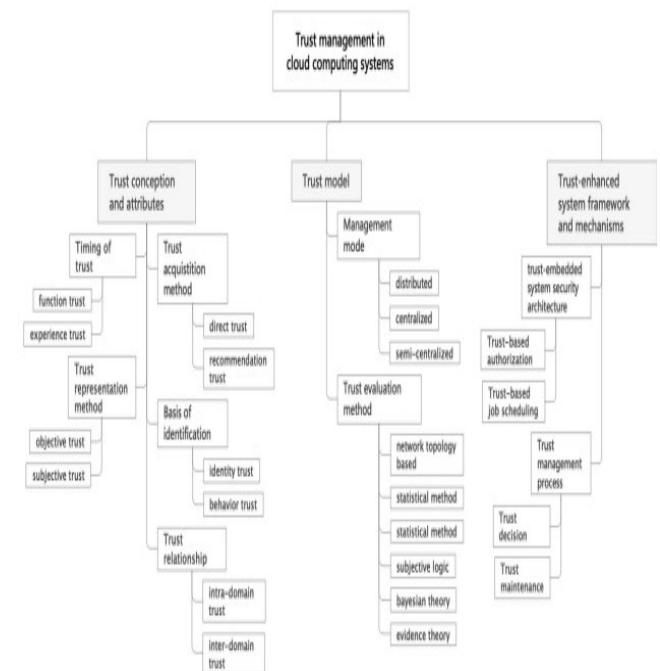 Trust management in
cloud computing systems
Trust conception
and attributes
Timing of
trust
function trust
experience trust
Trust
representation
method
objective trust
subjective trust
Trust
acquistition
method
direct trust
recommendation
trust
Basis of
identification
identity trust
behavior trust
Trust
relationship
intra-domain
trust
inter-domain
trust
Trust model
Management
mode
distributed
centralized
semi-centralized
Trust evaluation
method
network topology
based
statistical method
statistical method
subjective logic
bayesian theory
evidence theory
Trust-enhanced
system framework
and mechanisms
trust-embedded
system security
architecture
Trust-based
authorization
Trust-based
job scheduling
Trust
management
process
Trust
decision
Trust
maintenance